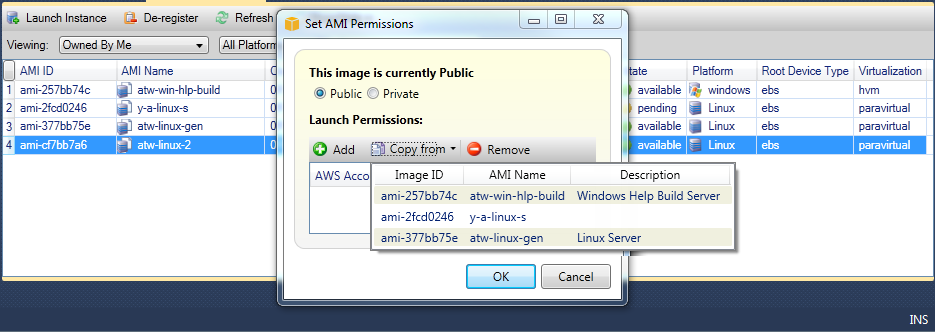 Launch Instance De-register Refresh
Set AMI Permissions
Viewing: Owned By Me All Platform
AMI ID AMI Name tate Platform Root Device Type Virtualization
1 ami-257bb74c atw-win-hlp-build available windows ebs hvm
2 ami-2fcd0246 y-a-linux-s pending Linux ebs paravirtual
3 ami-377bb75e atw-linux-gen available Linux ebs paravirtual
4 ami-cf7bb7a6 atw-linux-2 available Linux ebs paravirtual
This image is currently Public
Public Private
Launch Permissions:
Add Copy from Remove
AWS Acco
Image ID AMI Name Description
ami-257bb74c atw-win-hlp-build Windows Help Build Server
ami-2fcd0246 y-a-linux-s
ami-377bb75e atw-linux-gen Linux Server
OK Cancel
INS